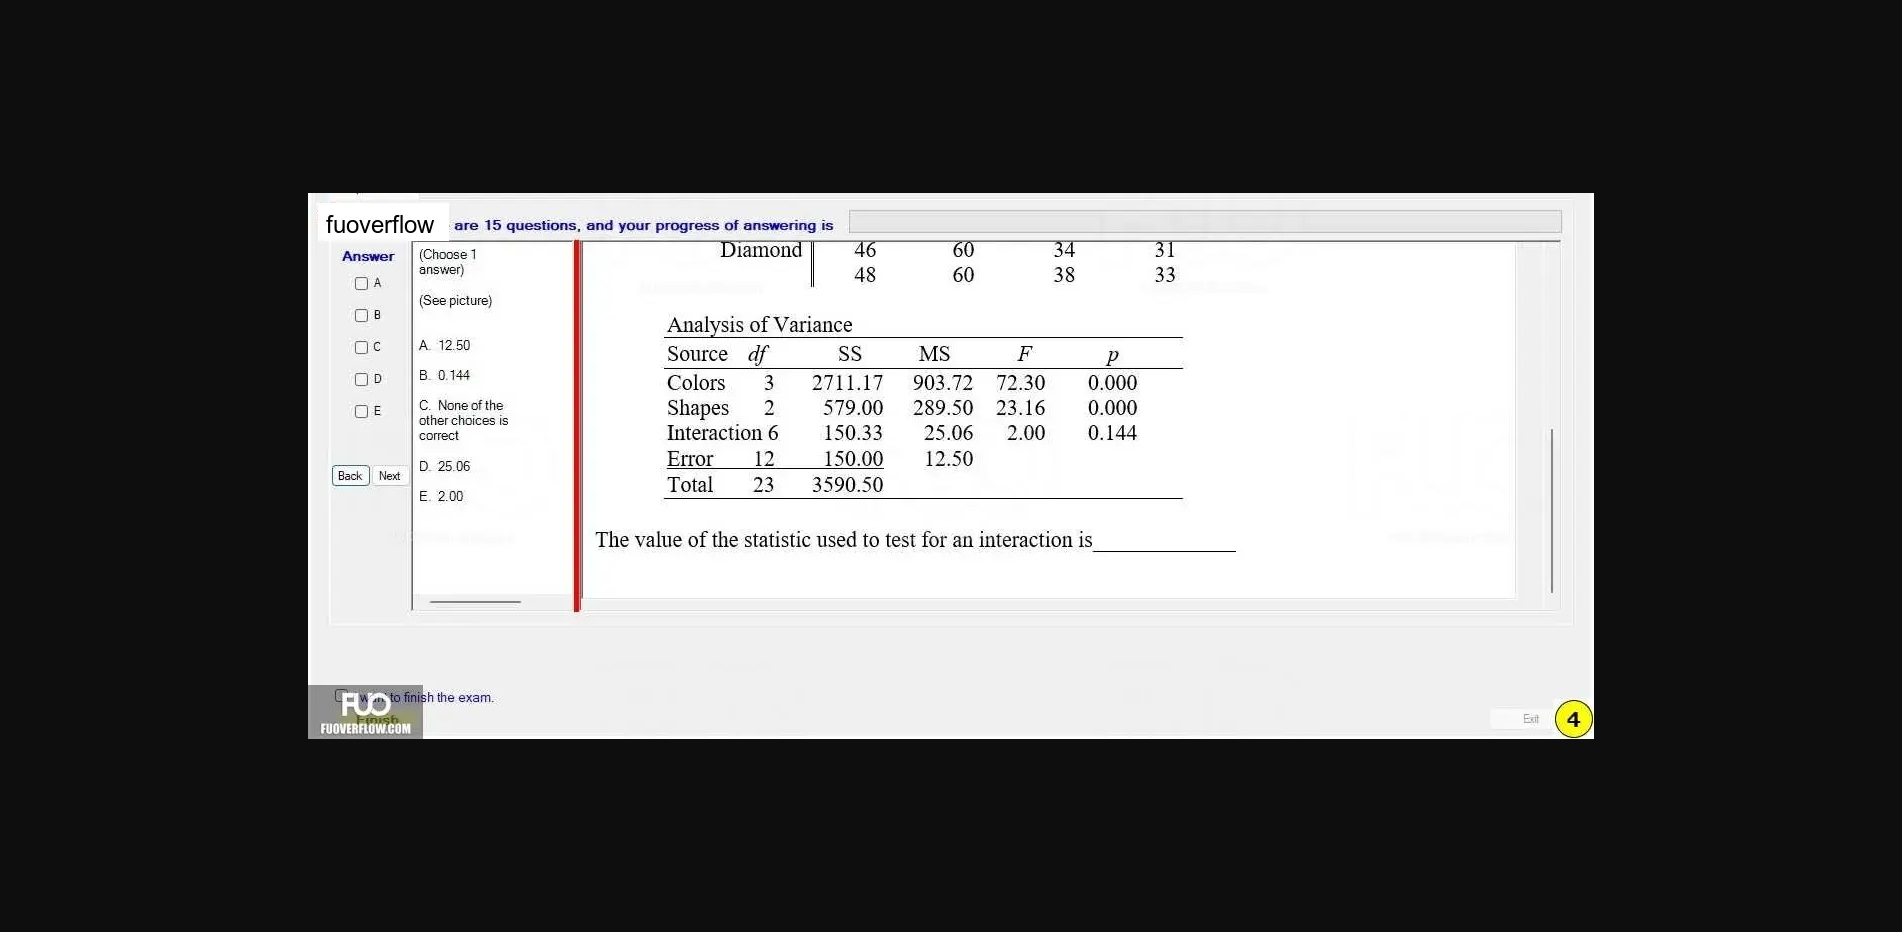 fuoverflow are 15 questions, and your progress of answering is
Answer
A
B
C
D
E
Back Next
(Choose 1
answer)
(See picture)
A. 12.50
B. 0.144
C. None of the
other choices is
correct
D. 25.06
E. 2.00
Diamond 46 60 34 31
48 60 38 33
Analysis of Variance
Source df SS MS F p
Colors 3 2711.17 903.72 72.30 0.000
Shapes 2 579.00 289.50 23.16 0.000
Interaction 6 150.33 25.06 2.00 0.144
Error 12 150.00 12.50
Total 23 3590.50
The value of the statistic used to test for an interaction is
I want to finish the exam.
Finish
FUO
FUOVERFLOW.COM
Exit
4